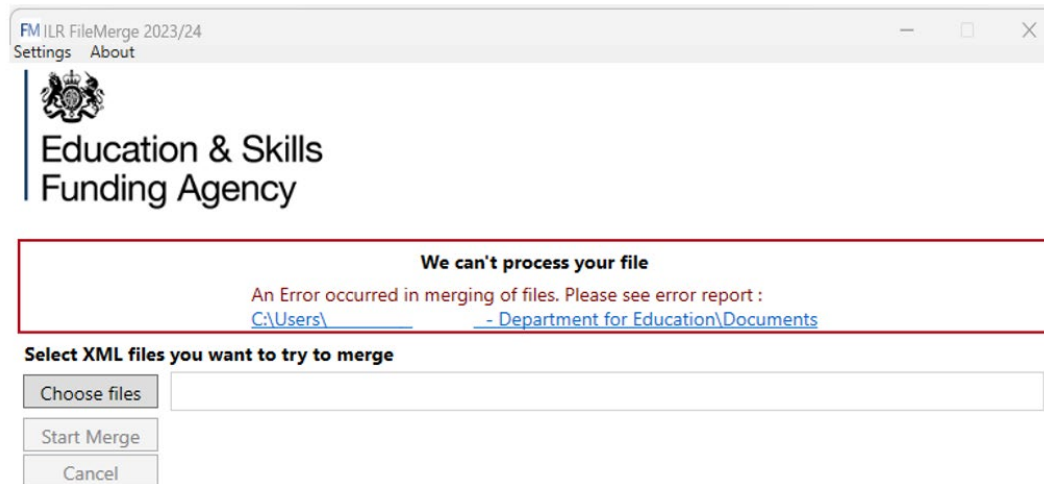 FM ILR FileMerge 2023/24
Settings About
Education & Skills
Funding Agency
We can't process your file
An Error occurred in merging of files. Please see error report :
C:\Users\ - Department for Education\Documents
Select XML files you want to try to merge
Choose files
Start Merge
Cancel